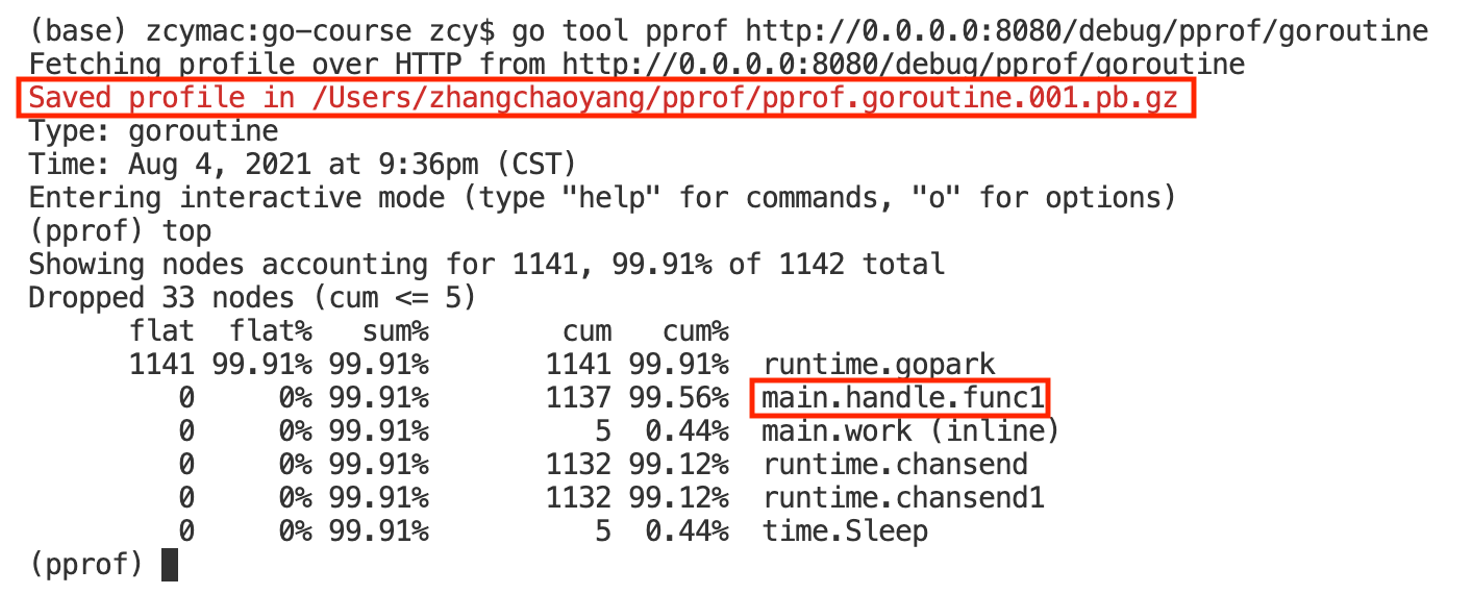 (base) zcymac:go-course zcy$ go tool pprof http://0.0.0.0:8080/debug/pprof/goroutine
Fetching profile over HTTP from http://0.0.0.0:8080/debug/pprof/goroutine
Saved profile in /Users/zhangchaoyang/pprof/pprof.goroutine.001.pb.gz
Type: goroutine
Time: Aug 4, 2021 at 9:36pm (CST)
Entering interactive mode (type "help" for commands, "o" for options)
(pprof) top
Showing nodes accounting for 1141, 99.91% of 1142 total
Dropped 33 nodes (cum <= 5)
flat flat% sum% cum cum%
1141 99.91% 99.91% 1141 99.91% runtime.gopark
0 0% 99.91% 1137 99.56% main.handle.func1
0 0% 99.91% 5 0.44% main.work (inline)
0 0% 99.91% 1132 99.12% runtime.chansend
0 0% 99.91% 1132 99.12% runtime.chansend1
0 0% 99.91% 5 0.44% time.Sleep
(pprof)